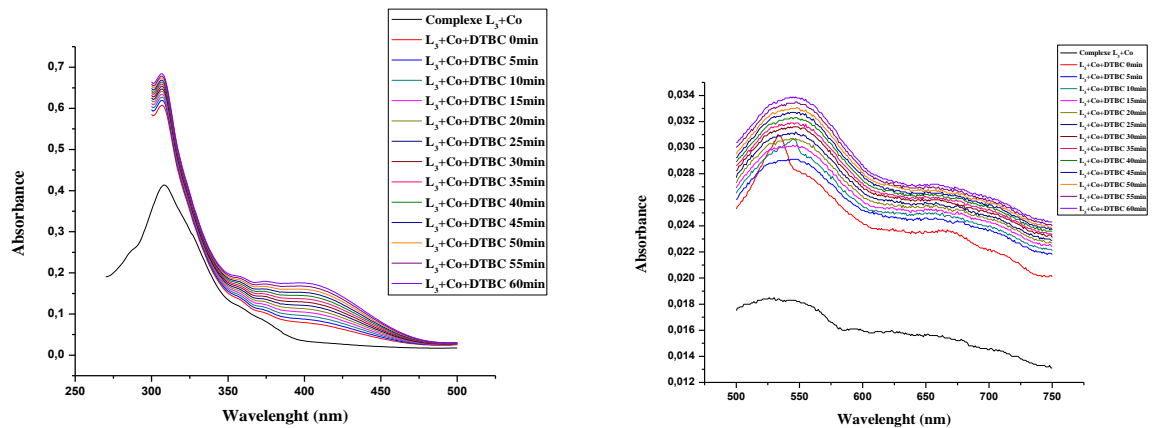 Complexe L₃+Co
L₃+Co+DTBC 0min
L₃+Co+DTBC 5min
L₃+Co+DTBC 10min
L₃+Co+DTBC 15min
L₃+Co+DTBC 20min
L₃+Co+DTBC 25min
L₃+Co+DTBC 30min
L₃+Co+DTBC 35min
L₃+Co+DTBC 40min
L₃+Co+DTBC 45min
L₃+Co+DTBC 50min
L₃+Co+DTBC 55min
L₃+Co+DTBC 60min
0,7
0,6
0,5
0,4
0,3
0,2
0,1
0,0
Absorbance
250 300 350 400 450 500
Wavelenght (nm)
Complexe L₃+Co
L₃+Co+DTBC 0min
L₃+Co+DTBC 5min
L₃+Co+DTBC 10min
L₃+Co+DTBC 15min
L₃+Co+DTBC 20min
L₃+Co+DTBC 25min
L₃+Co+DTBC 30min
L₃+Co+DTBC 35min
L₃+Co+DTBC 40min
L₃+Co+DTBC 45min
L₃+Co+DTBC 50min
L₃+Co+DTBC 55min
L₃+Co+DTBC 60min
0,034
0,032
0,030
0,028
0,026
0,024
0,022
0,020
0,018
0,016
0,014
0,012
Absorbance
500 550 600 650 700 750
Wavelenght (nm)